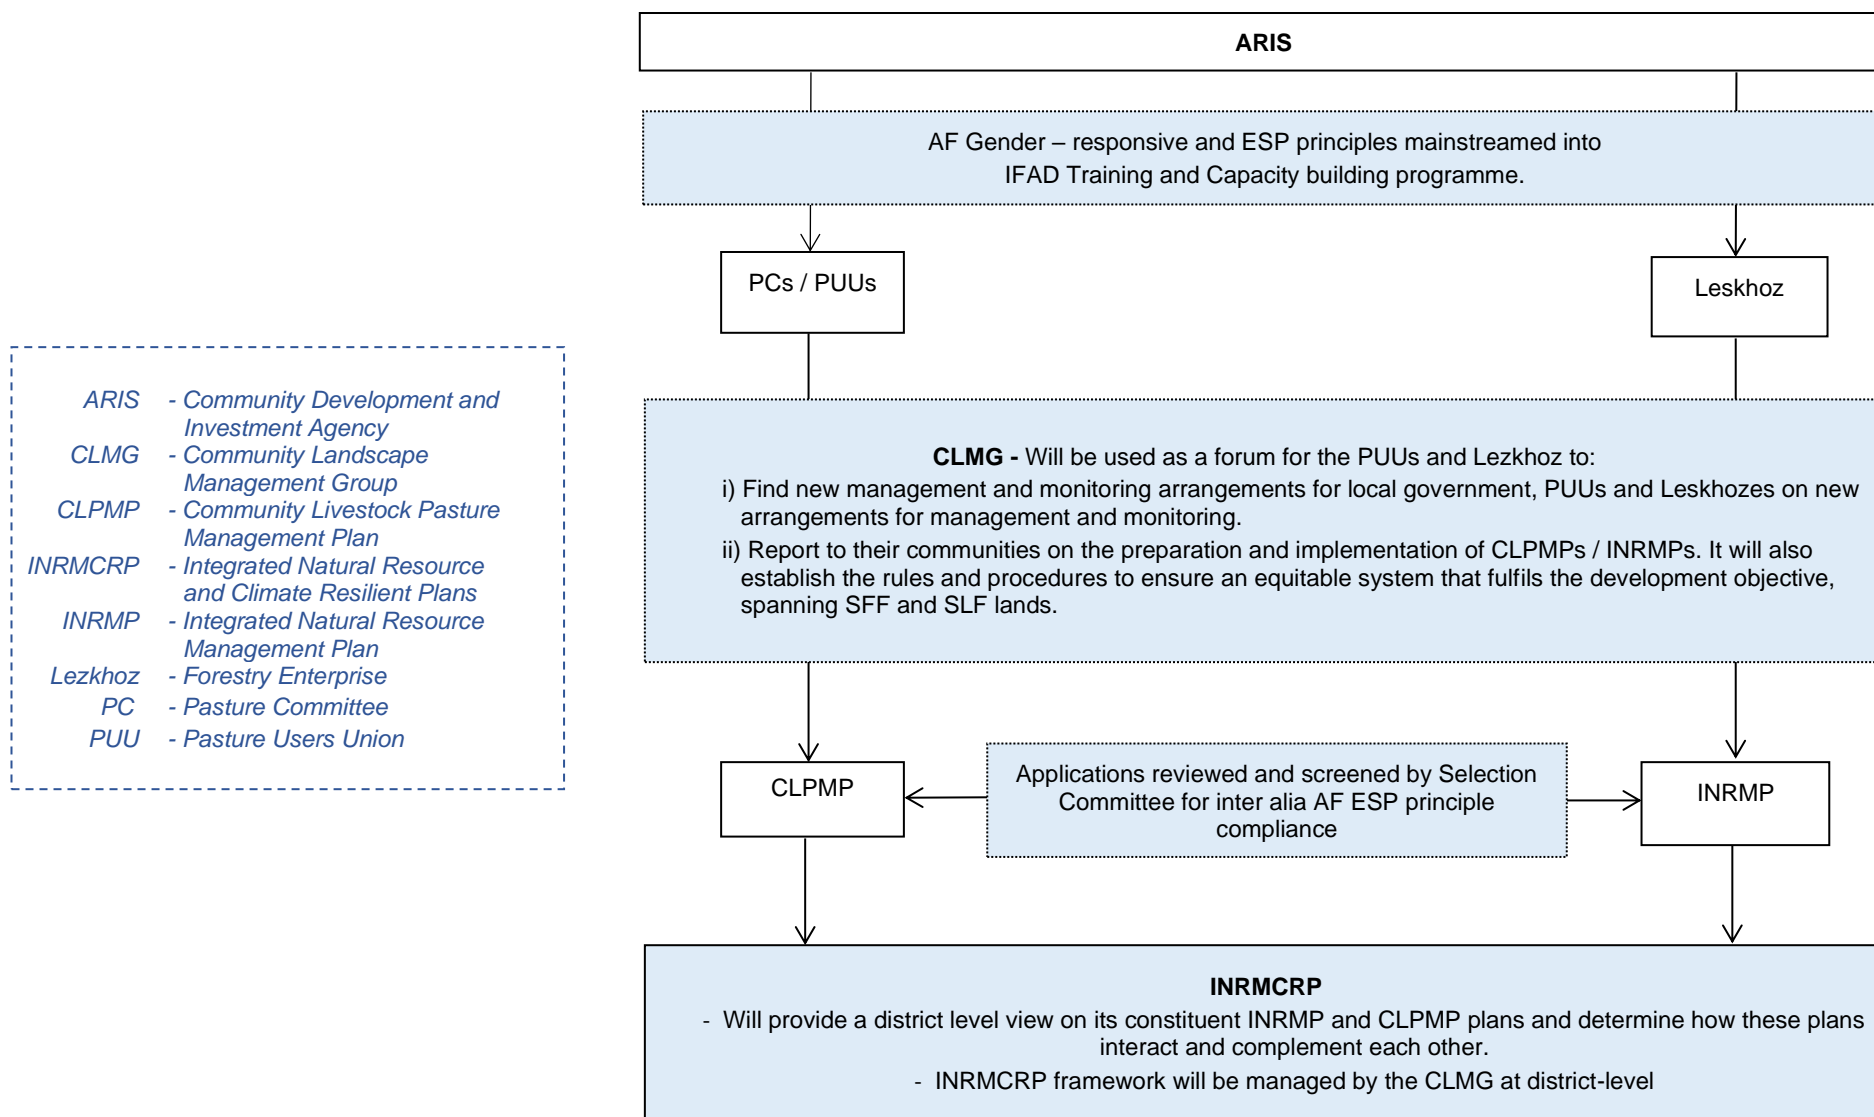 ARIS
AF Gender – responsive and ESP principles mainstreamed into
IFAD Training and Capacity building programme.
PCs / PUUs
Leskhoz
ARIS - Community Development and
Investment Agency
CLMG - Community Landscape
Management Group
CLPMP - Community Livestock Pasture
Management Plan
INRMCRP - Integrated Natural Resource
and Climate Resilient Plans
INRMP - Integrated Natural Resource
Management Plan
Lezkhoz - Forestry Enterprise
PC - Pasture Committee
PUU - Pasture Users Union
CLMG - Will be used as a forum for the PUUs and Lezkhoz to:
i) Find new management and monitoring arrangements for local government, PUUs and Leskhozes on new
arrangements for management and monitoring.
ii) Report to their communities on the preparation and implementation of CLPMPs / INRMPs. It will also
establish the rules and procedures to ensure an equitable system that fulfils the development objective,
spanning SFF and SLF lands.
CLPMP
Applications reviewed and screened by Selection
Committee for inter alia AF ESP principle
compliance
INRMP
INRMCRP
- Will provide a district level view on its constituent INRMP and CLPMP plans and determine how these plans
interact and complement each other.
- INRMCRP framework will be managed by the CLMG at district-level